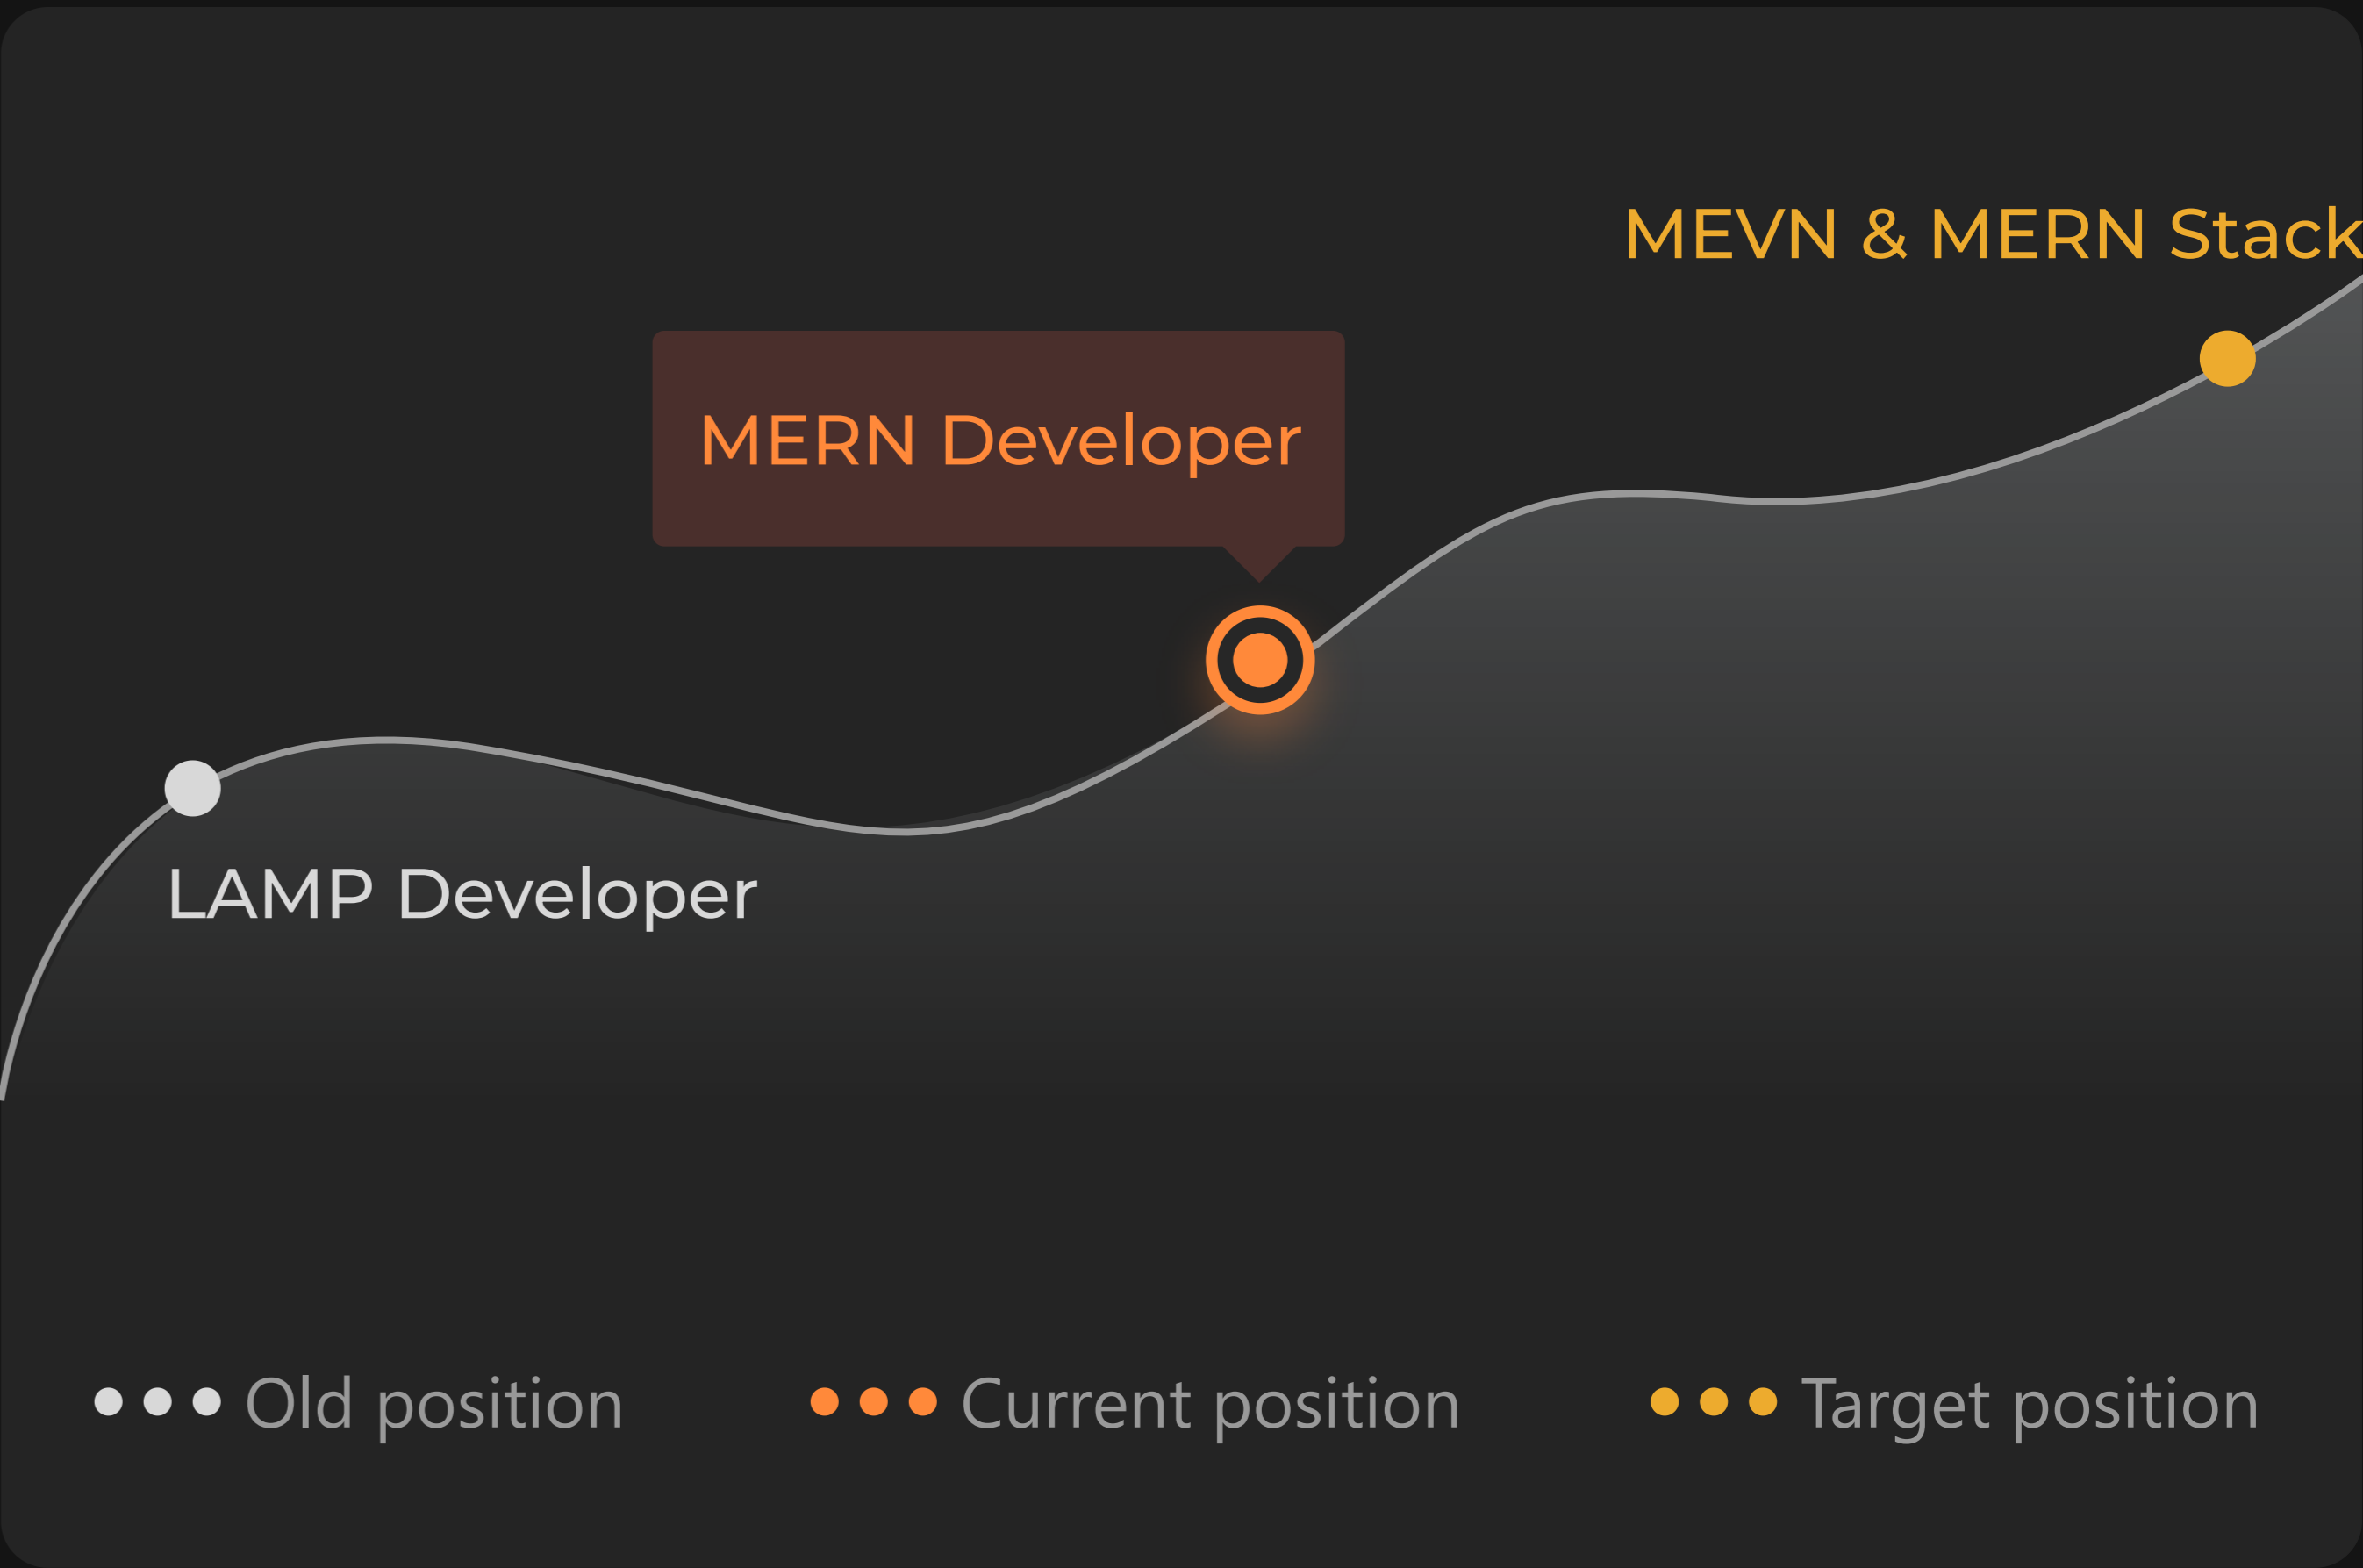 MEVN & MERN Stack
MERN Developer
LAMP Developer
Old position
Current position
Target position